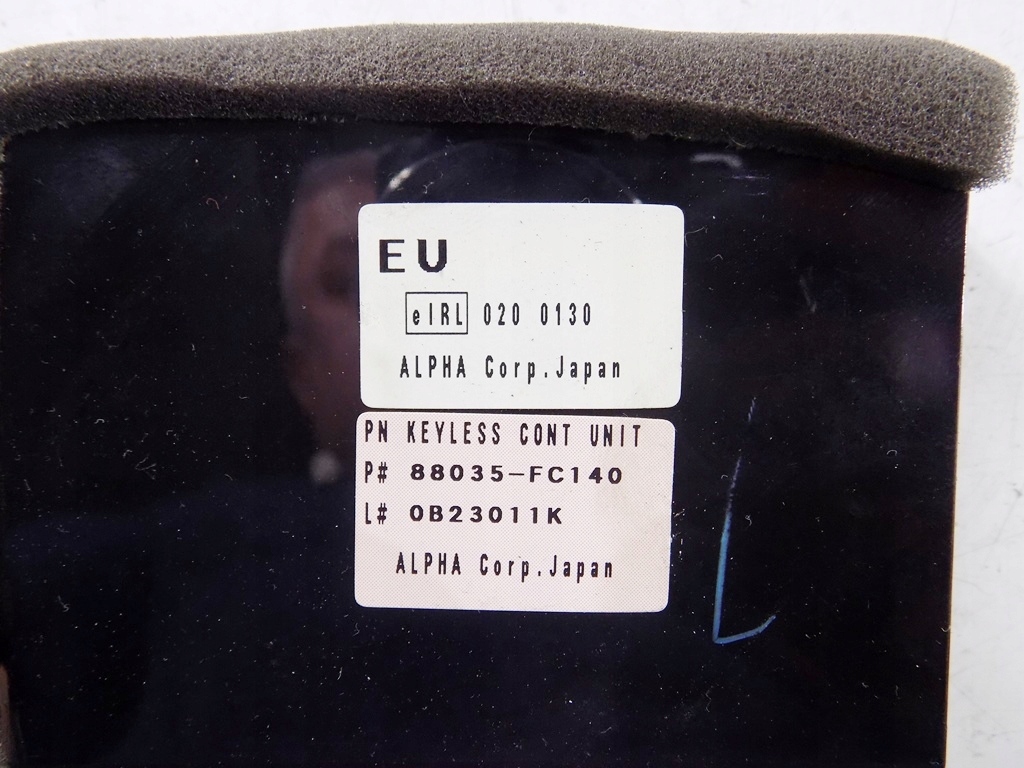 EU
eIRL 020 0130
ALPHA Corp.Japan
PN KEYLESS CONT UNIT
P# 88035-FC140
L# 0B23011K
ALPHA Corp.Japan